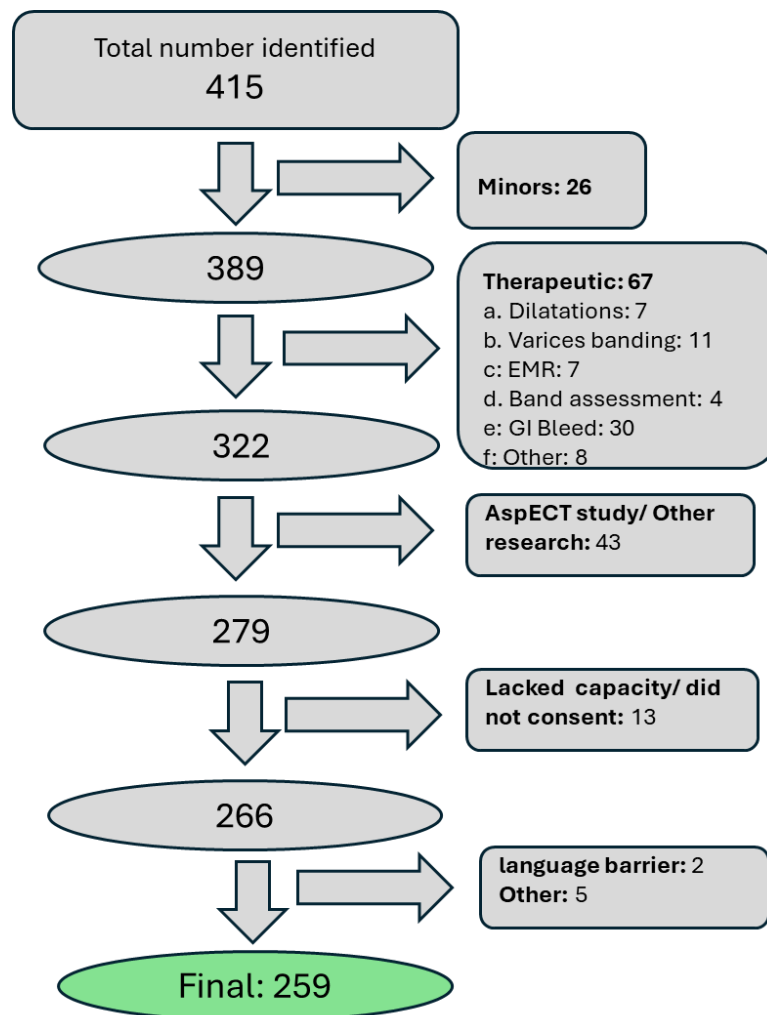 Total number identified
415
Minors: 26
389
Therapeutic: 67
a. Dilatations: 7
b. Varices banding: 11
c: EMR: 7
d. Band assessment: 4
e: GI Bleed: 30
f: Other: 8
322
AspECT study/ Other
research: 43
279
Lacked capacity/ did
not consent: 13
266
language barrier: 2
Other: 5
Final: 259